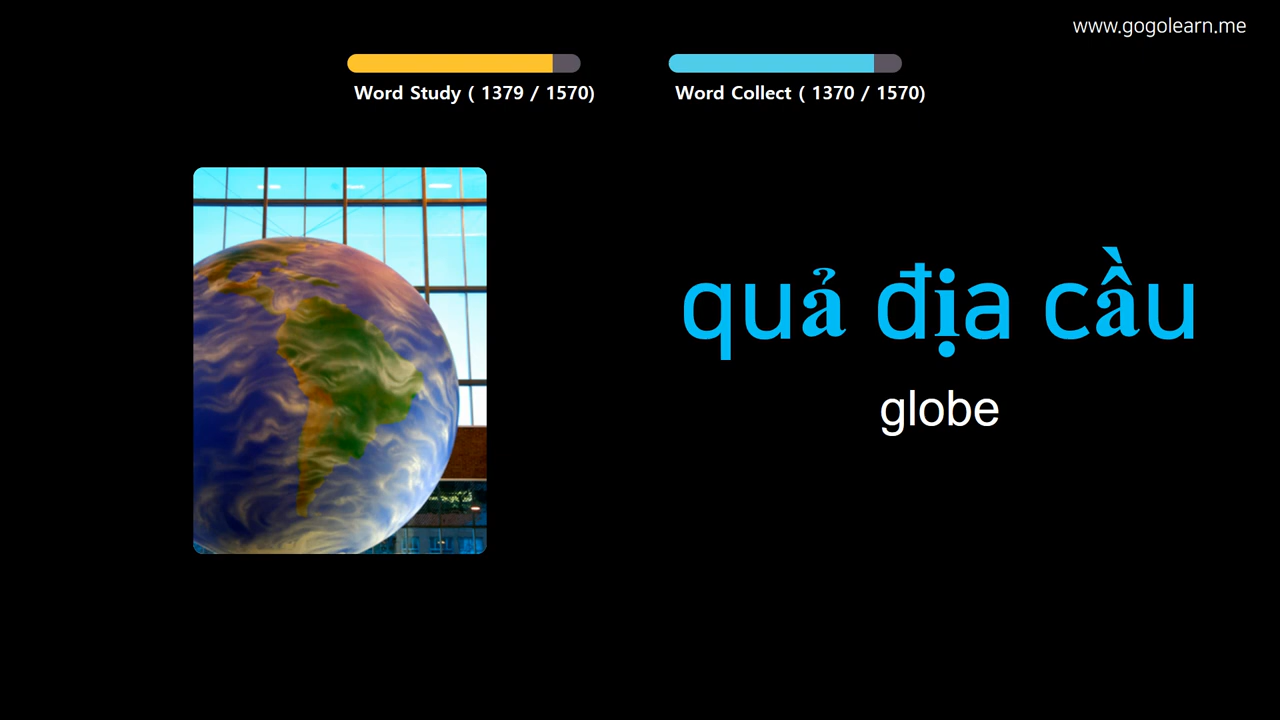 www.gogolearn.me
Word Study ( 1379 / 1570)
Word Collect ( 1370 / 1570)
quả địa cầu
globe